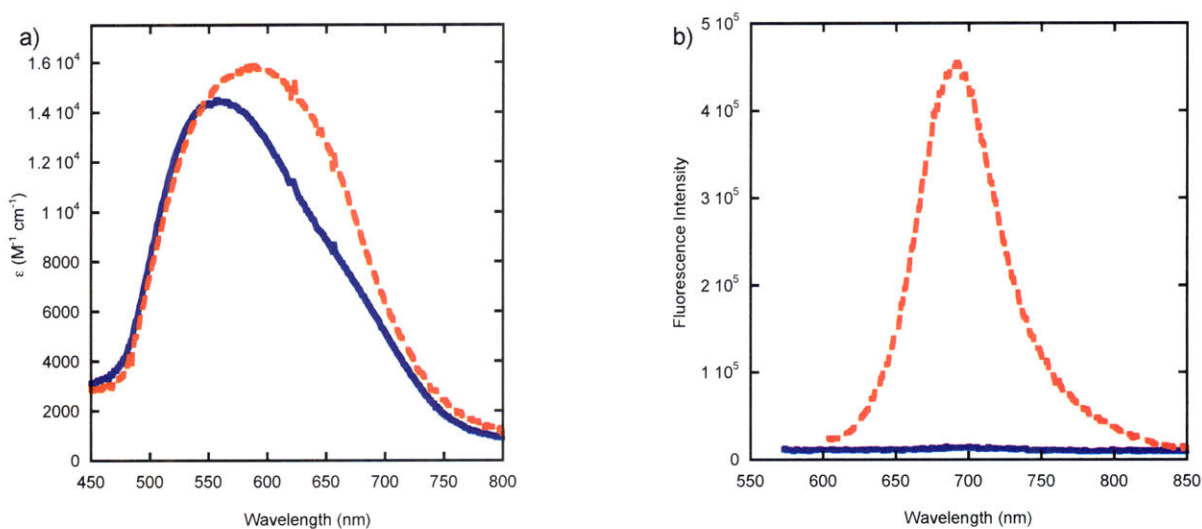 a)
1.6 10⁴
1.4 10⁴
1.2 10⁴
1 10⁴
8000
6000
4000
2000
0
ε (M⁻¹ cm⁻¹)
450 500 550 600 650 700 750 800
Wavelength (nm)
b)
5 10⁵
4 10⁵
3 10⁵
2 10⁵
1 10⁵
0
Fluorescence Intensity
550 600 650 700 750 800 850
Wavelength (nm)